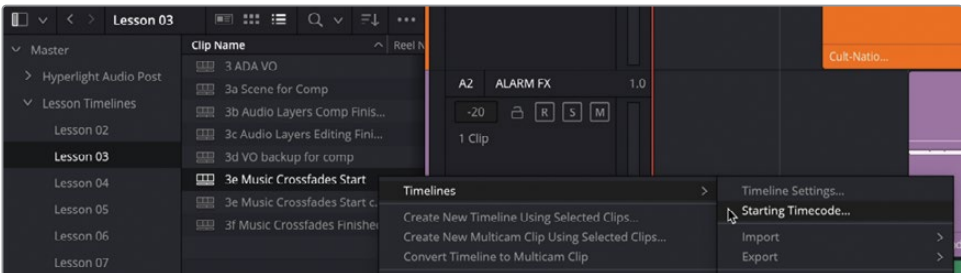 Lesson 03
Master
Hyperlight Audio Post
Lesson Timelines
Lesson 02
Lesson 03
Lesson 04
Lesson 05
Lesson 06
Lesson 07
Clip Name
Reel N
3 ADA VO
3a Scene for Comp
3b Audio Layers Comp Finis...
3c Audio Layers Editing Fini...
3d VO backup for comp
3e Music Crossfades Start
3e Music Crossfades Start c..
3f Music Crossfades Finishe
A2 ALARM FX 1.0
-20 R S M
1 Clip
Cult-Natio...
Timelines
Create New Timeline Using Selected Clips...
Create New Multicam Clip Using Selected Clips...
Convert Timeline to Multicam Clip
Timeline Settings...
Starting Timecode...
Import
Export